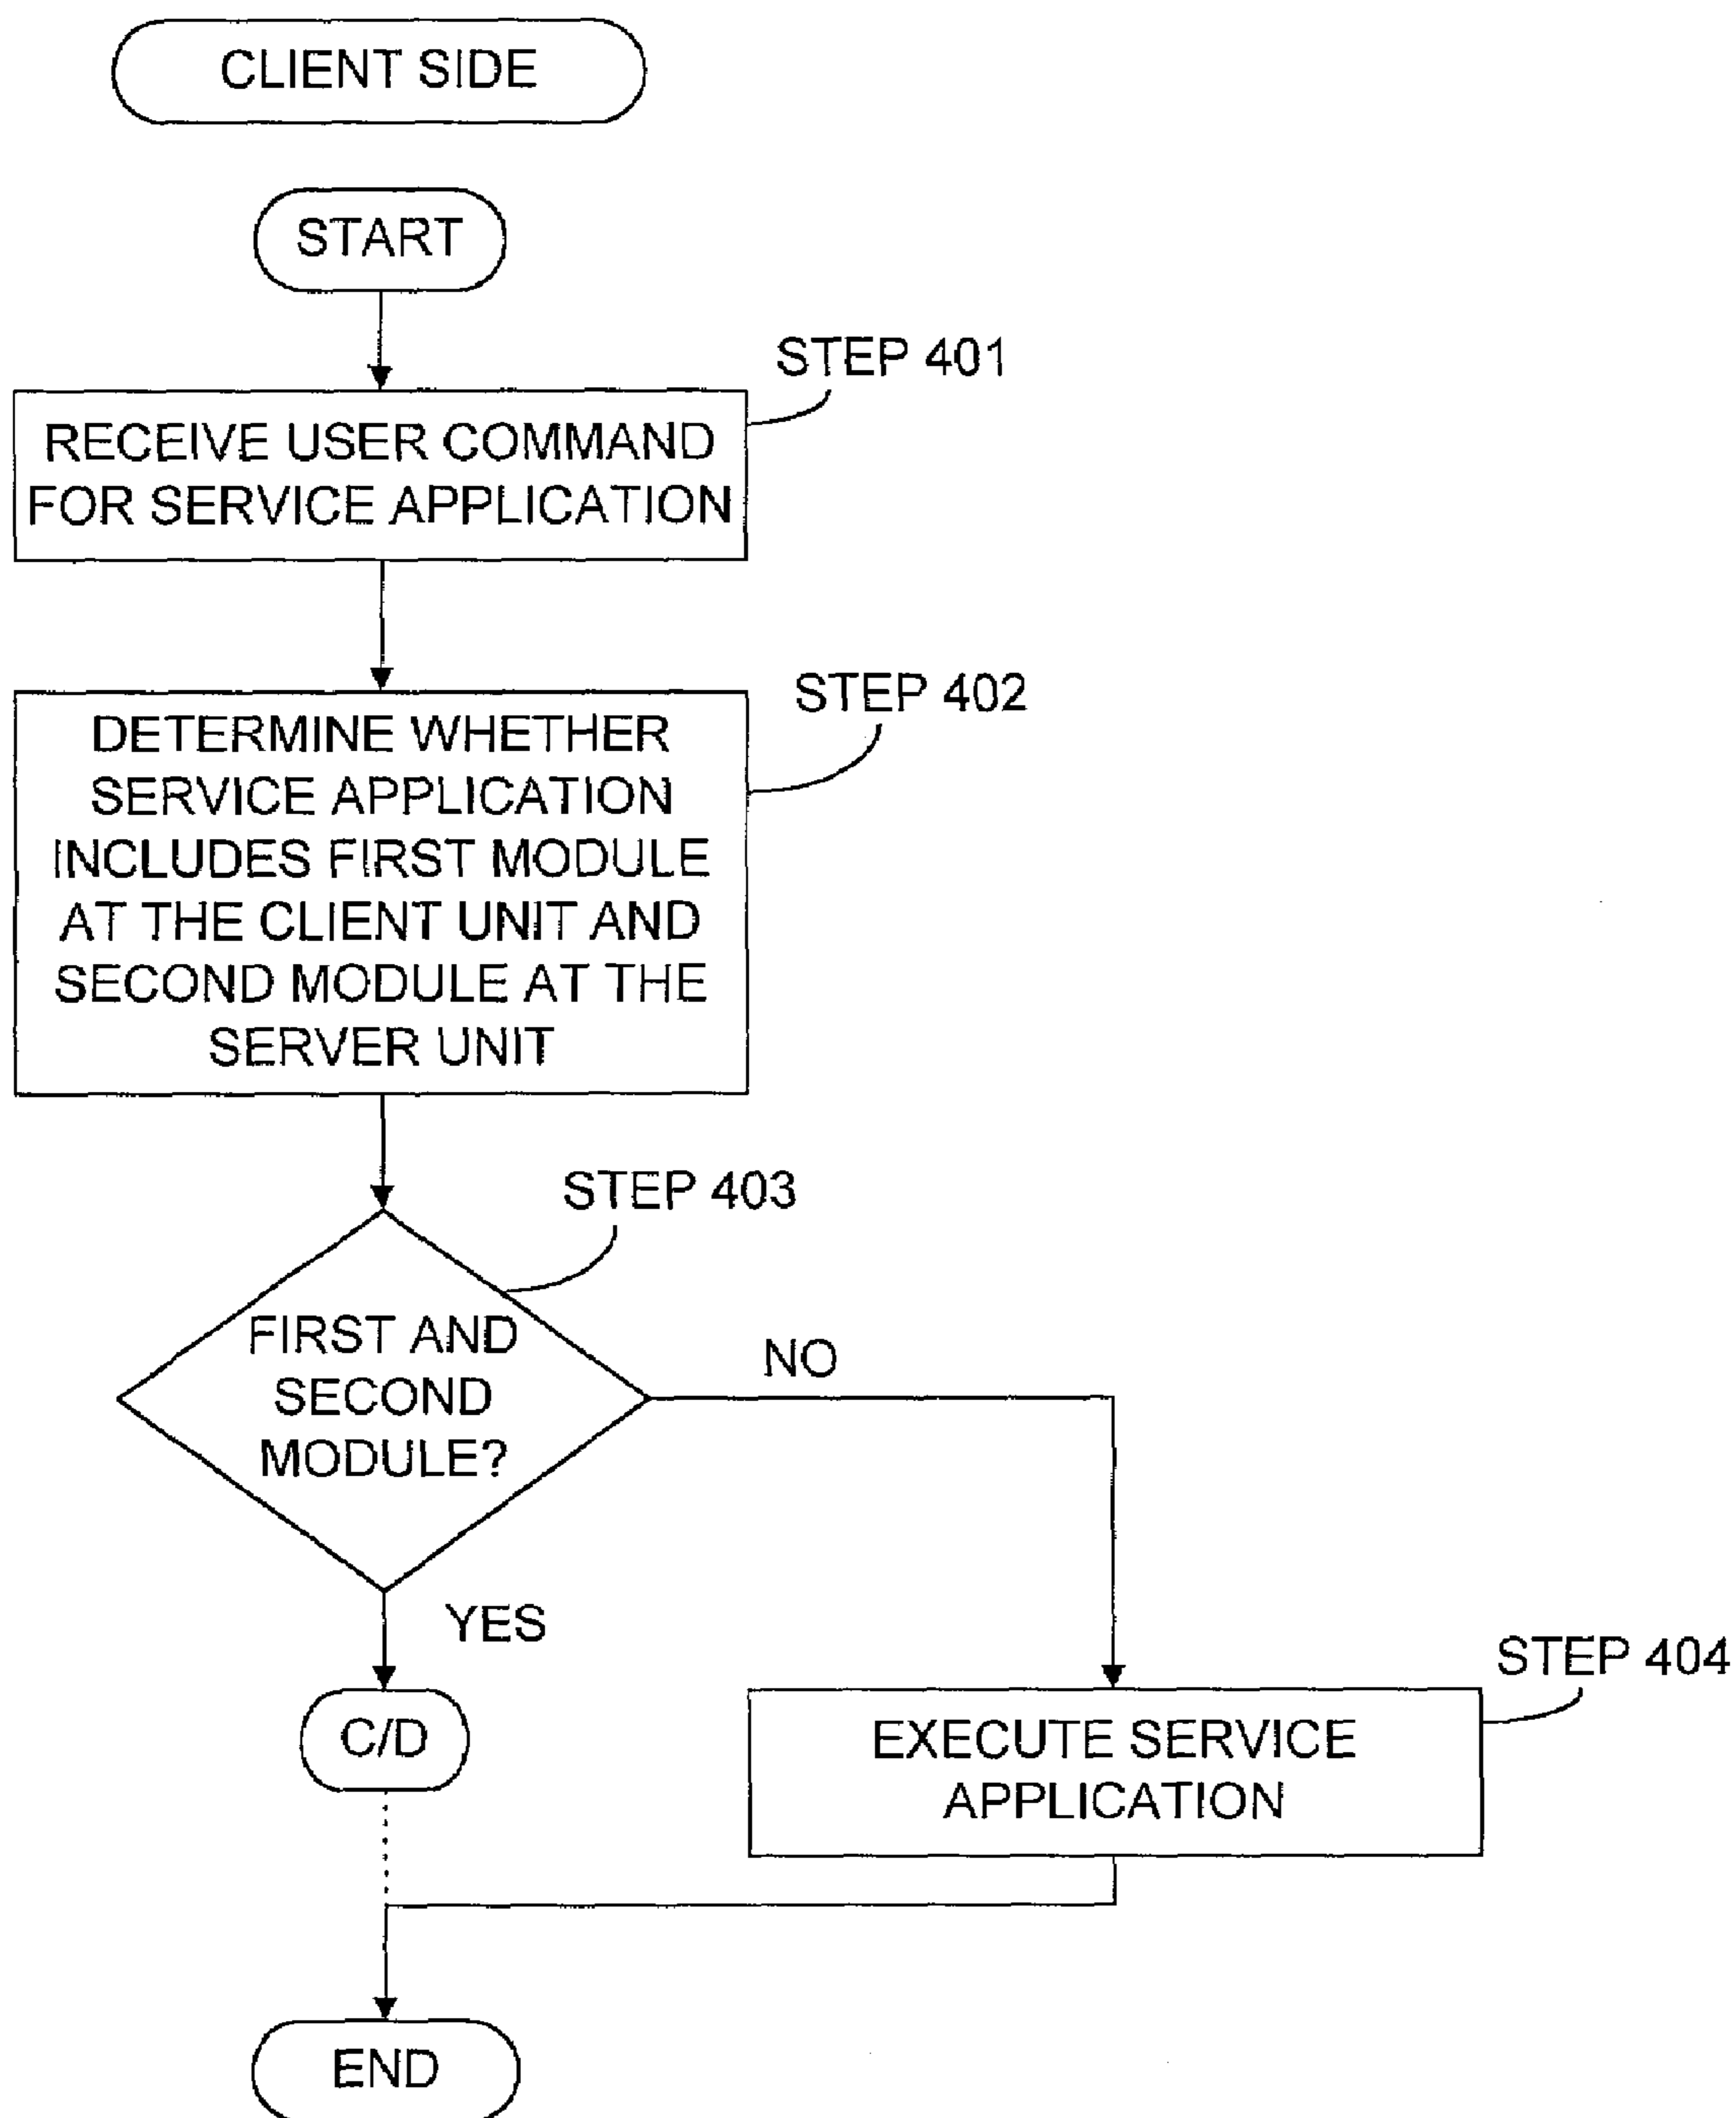 CLIENT SIDE
START
STEP 401
RECEIVE USER COMMAND
FOR SERVICE APPLICATION
STEP 402
DETERMINE WHETHER
SERVICE APPLICATION
INCLUDES FIRST MODULE
AT THE CLIENT UNIT AND
SECOND MODULE AT THE
SERVER UNIT
STEP 403
FIRST AND
SECOND
MODULE?
NO
YES
STEP 404
C/D
EXECUTE SERVICE
APPLICATION
END